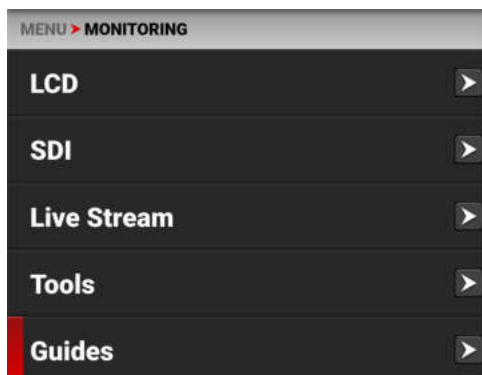 MENU ➤ MONITORING
LCD
SDI
Live Stream
Tools
Guides